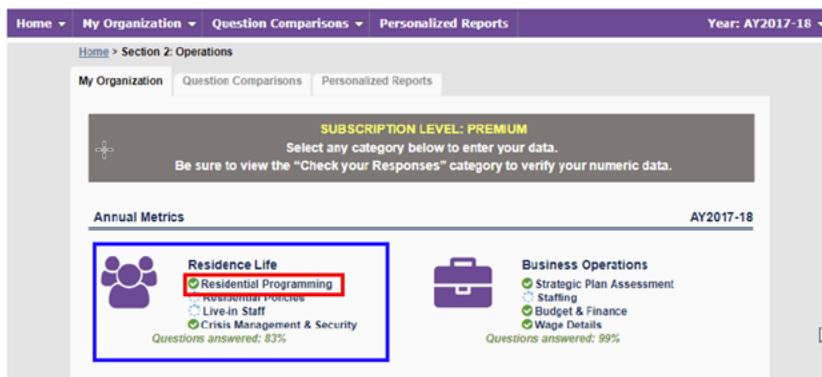 Home My Organization Question Comparisons Personalized Reports Year: AY2017-18
Home > Section 2: Operations
My Organization Question Comparisons Personalized Reports
SUBSCRIPTION LEVEL: PREMIUM
Select any category below to enter your data.
Be sure to view the “Check your Responses” category to verify your numeric data.
Annual Metrics AY2017-18
Residence Life
Residential Programming
Residential Policies
Live-in Staff
Crisis Management & Security
Questions answered: 83%
Business Operations
Strategic Plan Assessment
Staffing
Budget & Finance
Wage Details
Questions answered: 99%